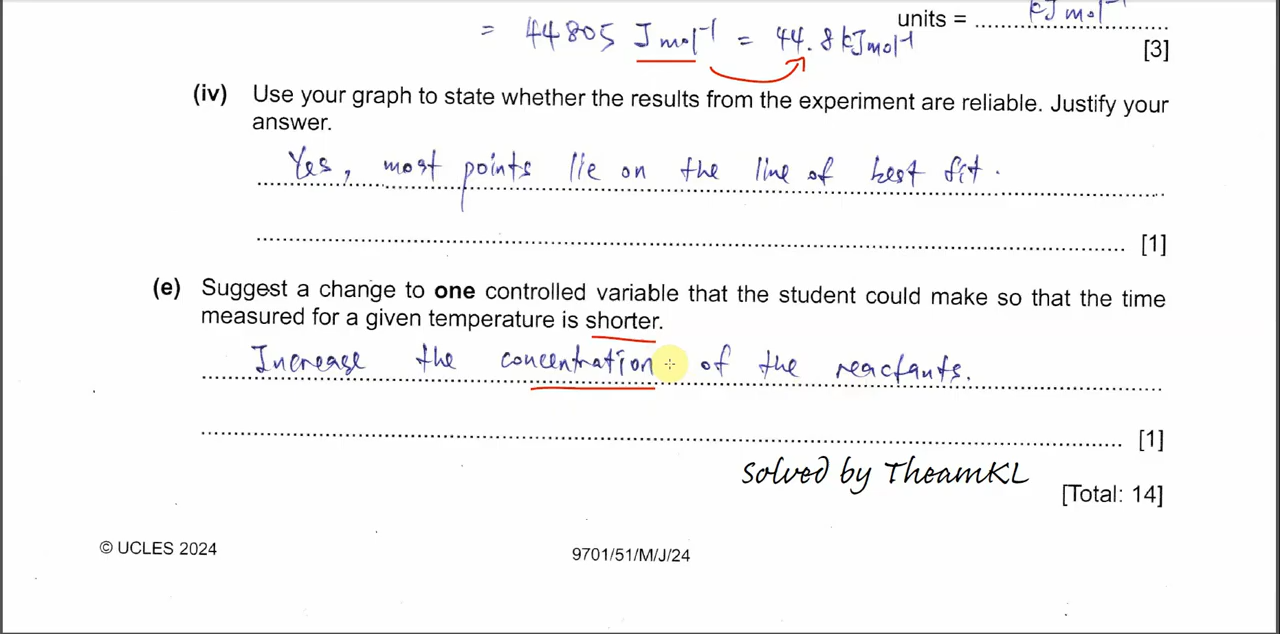 units = ........ kJ mol⁻¹
= 44805 J mol⁻¹ = 44.8 kJ mol⁻¹
[3]
(iv) Use your graph to state whether the results from the experiment are reliable. Justify your
answer.
Yes, most points lie on the line of best fit.
[1]
(e) Suggest a change to one controlled variable that the student could make so that the time
measured for a given temperature is shorter.
Increase the concentration of the reactants.
[1]
Solved by TheamKL
[Total: 14]
© UCLES 2024
9701/51/M/J/24